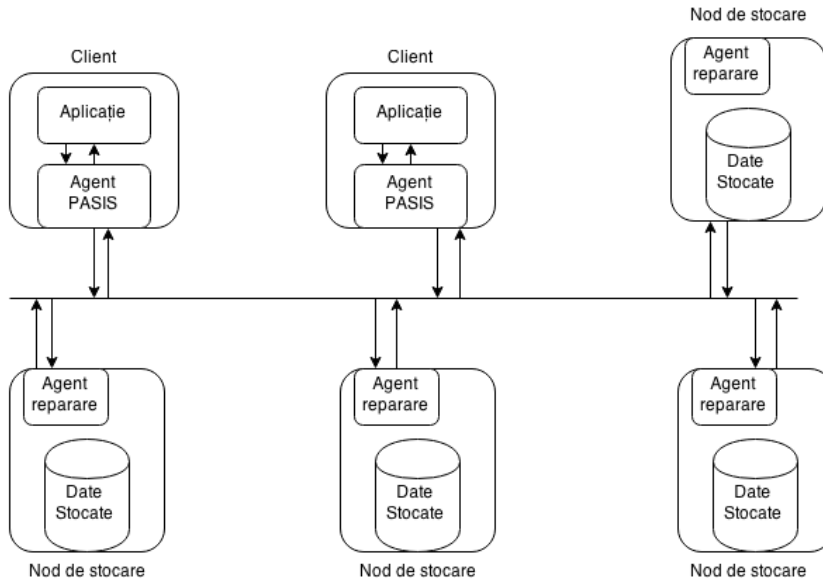 Client
Aplicație
Agent
PASIS
Client
Aplicație
Agent
PASIS
Nod de stocare
Agent
reparare
Date
Stocate
Agent
reparare
Date
Stocate
Nod de stocare
Agent
reparare
Date
Stocate
Nod de stocare
Agent
reparare
Date
Stocate
Nod de stocare